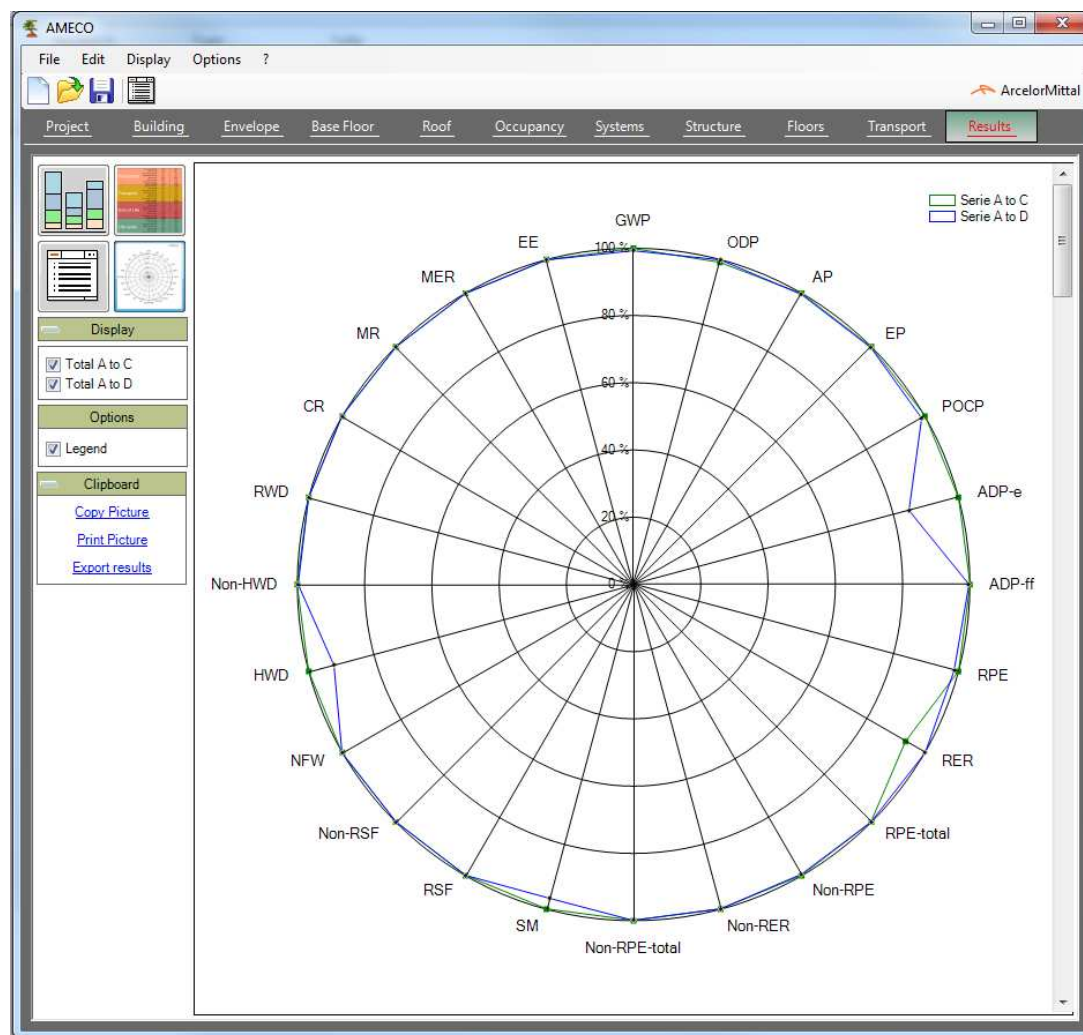 AMECO
File Edit Display Options ?
ArcelorMittal
Project Building Envelope Base Floor Roof Occupancy Systems Structure Floors Transport Results
Display
Total A to C
Total A to D
Options
Legend
Clipboard
Copy Picture
Print Picture
Export results
Serie A to C
Serie A to D
GWP
ODP
AP
EP
POCP
ADP-e
ADP-ff
RPE
RER
RPE-total
Non-RPE
Non-RER
Non-RPE-total
SM
RSF
Non-RSF
NFW
HWD
Non-HWD
RWD
CR
MR
MER
EE
100 %
80 %
60 %
40 %
20 %